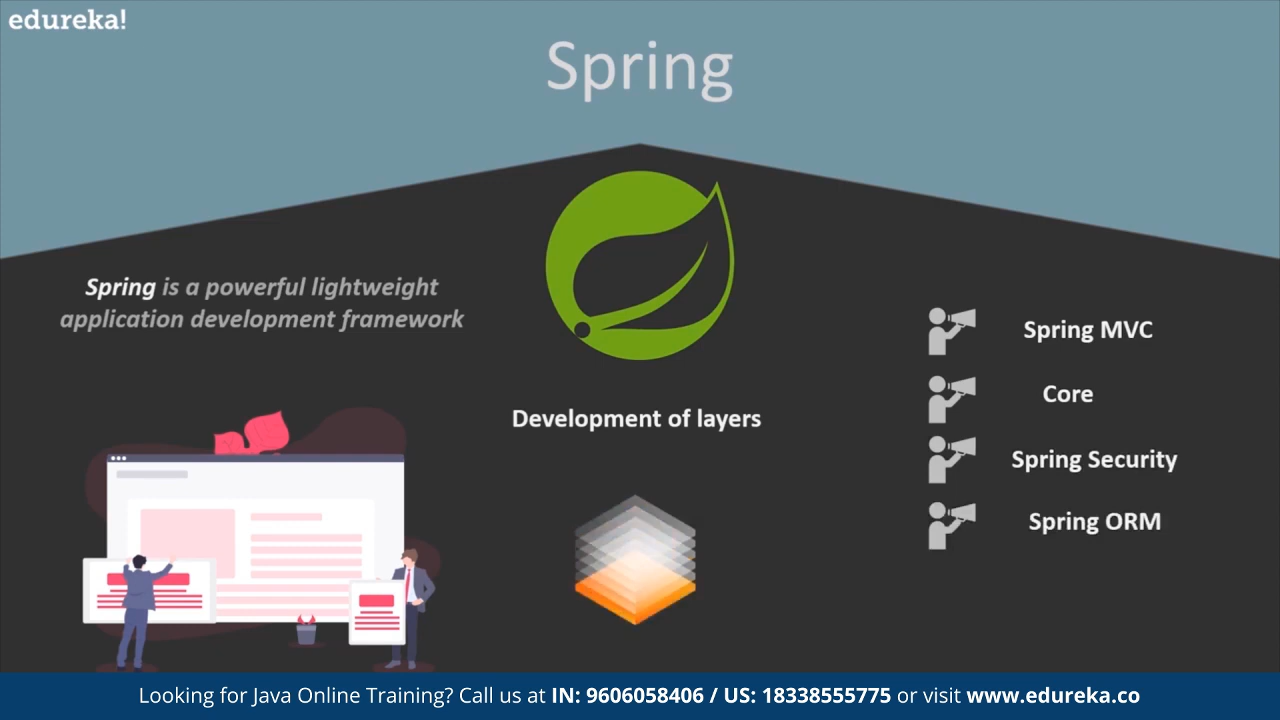 edureka!
Spring
Spring is a powerful lightweight
application development framework
Development of layers
Spring MVC
Core
Spring Security
Spring ORM
Looking for Java Online Training? Call us at IN: 9606058406 / US: 18338555775 or visit www.edureka.co